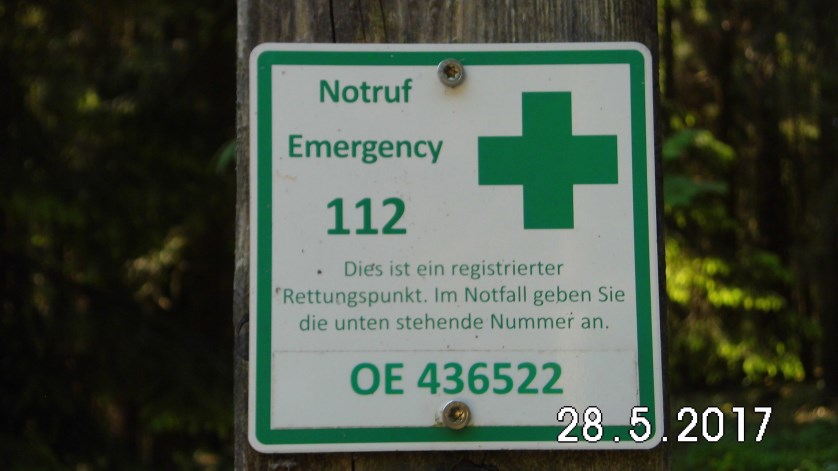 Notruf
Emergency
112
Dies ist ein registrierter
Rettungspunkt. Im Notfall geben Sie
die unten stehende Nummer an.
OE 436522
28.5.2017